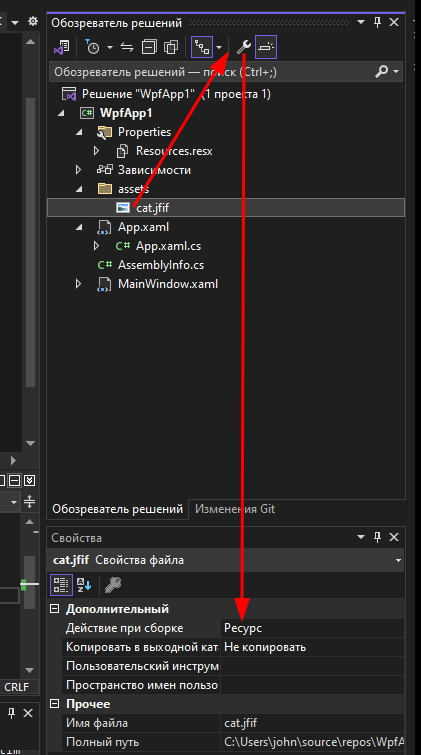 Обозреватель решений
Обозреватель решений — поиск (Ctrl+;)
Решение "WpfApp1" (1 проекта 1)
C# WpfApp1
Properties
Resources.resx
Зависимости
assets
cat.jfif
App.xaml
C# App.xaml.cs
C# AssemblyInfo.cs
MainWindow.xaml
Обозреватель решений Изменения Git
Свойства
cat.jfif Свойства файла
Дополнительный
Действие при сборке Ресурс
Копировать в выходной кат Не копировать
Пользовательский инструм
Пространство имен пользо
Прочее
Имя файла cat.jfif
Полный путь C:\Users\john\source\repos\WpfA
CRLF